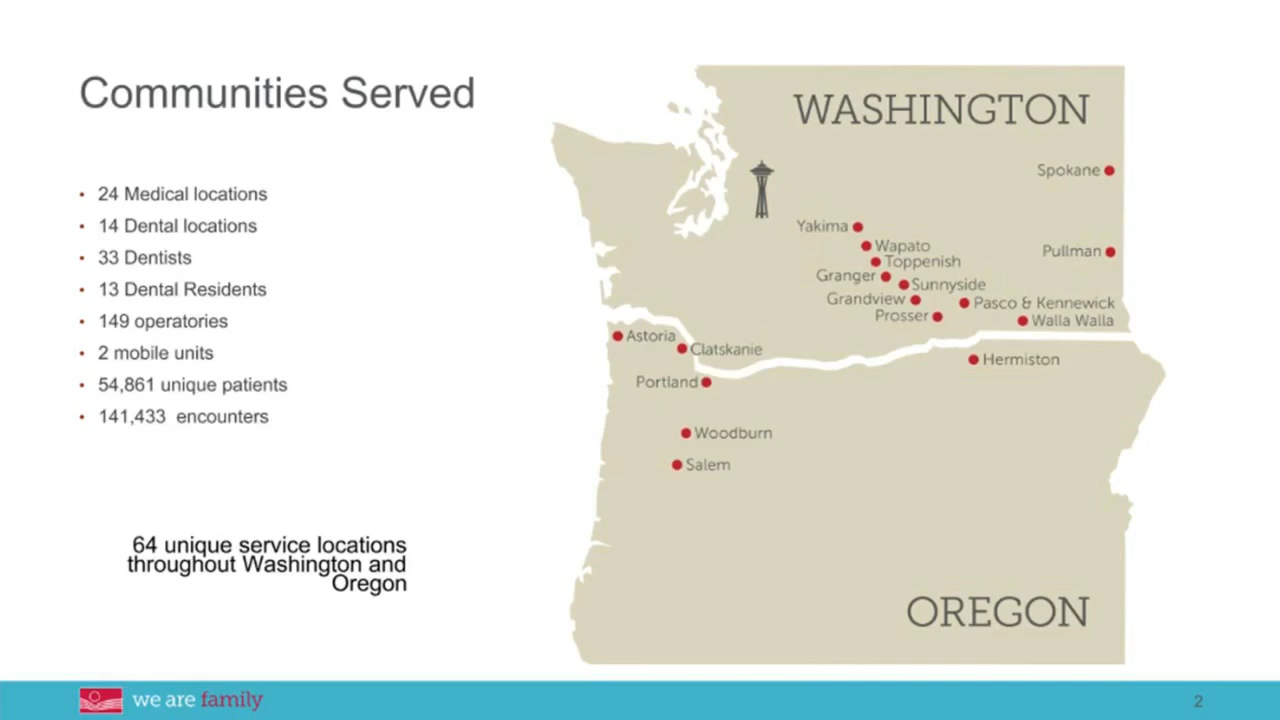 Communities Served
• 24 Medical locations
• 14 Dental locations
• 33 Dentists
• 13 Dental Residents
• 149 operatories
• 2 mobile units
• 54,861 unique patients
• 141,433  encounters
64 unique service locations
throughout Washington and
Oregon
WASHINGTON
Spokane
Yakima
Wapato
Pullman
Toppenish
Granger
Sunnyside
Grandview
Pasco & Kennewick
Prosser
Walla Walla
Astoria
Clatskanie
Hermiston
Portland
Woodburn
Salem
OREGON
we are family
2